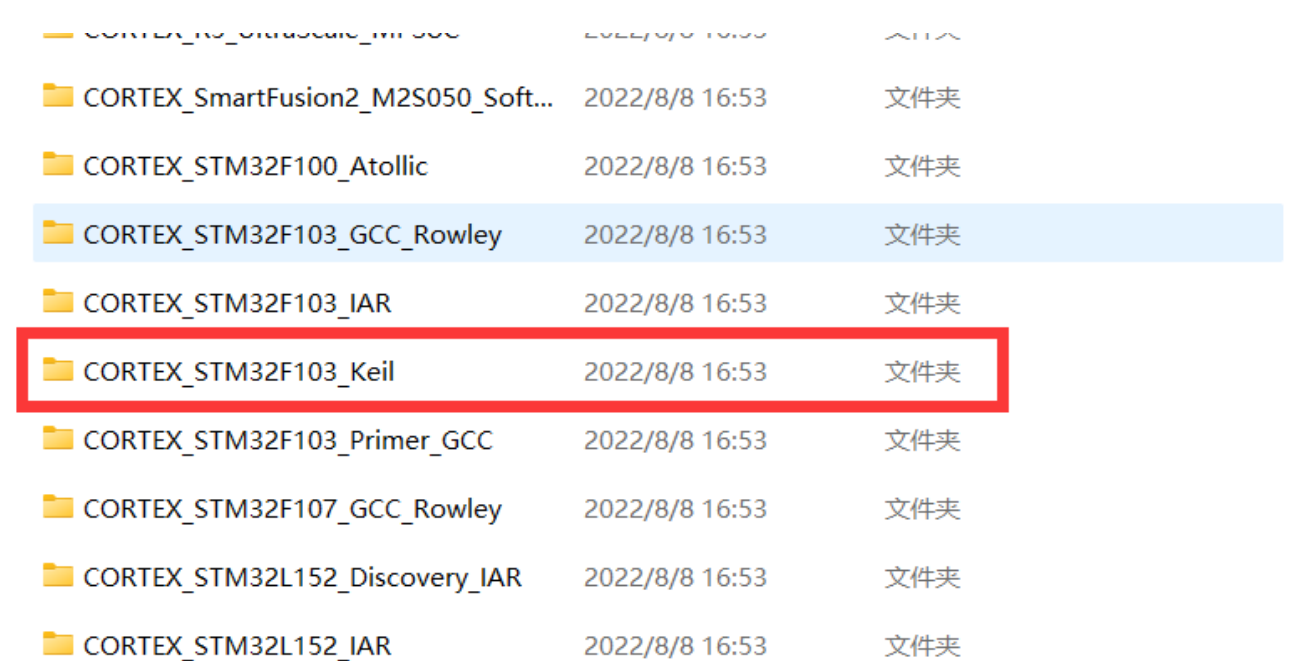 CORTEX_SmartFusion2_M2S050_Soft... 2022/8/8 16:53 文件夹
CORTEX_STM32F100_Atollic 2022/8/8 16:53 文件夹
CORTEX_STM32F103_GCC_Rowley 2022/8/8 16:53 文件夹
CORTEX_STM32F103_IAR 2022/8/8 16:53 文件夹
CORTEX_STM32F103_Keil 2022/8/8 16:53 文件夹
CORTEX_STM32F103_Primer_GCC 2022/8/8 16:53 文件夹
CORTEX_STM32F107_GCC_Rowley 2022/8/8 16:53 文件夹
CORTEX_STM32L152_Discovery_IAR 2022/8/8 16:53 文件夹
CORTEX_STM32L152_IAR 2022/8/8 16:53 文件夹